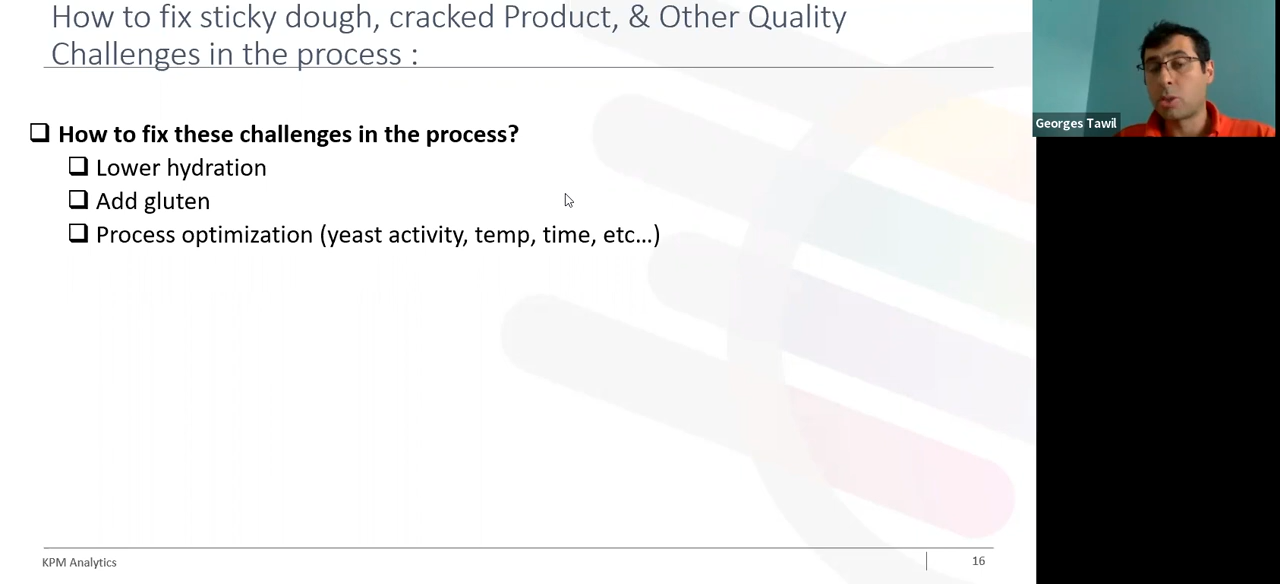 How to fix sticky dough, cracked Product, & Other Quality
Challenges in the process :
How to fix these challenges in the process?
Lower hydration
Add gluten
Process optimization (yeast activity, temp, time, etc...)
Georges Tawil
KPM Analytics
16